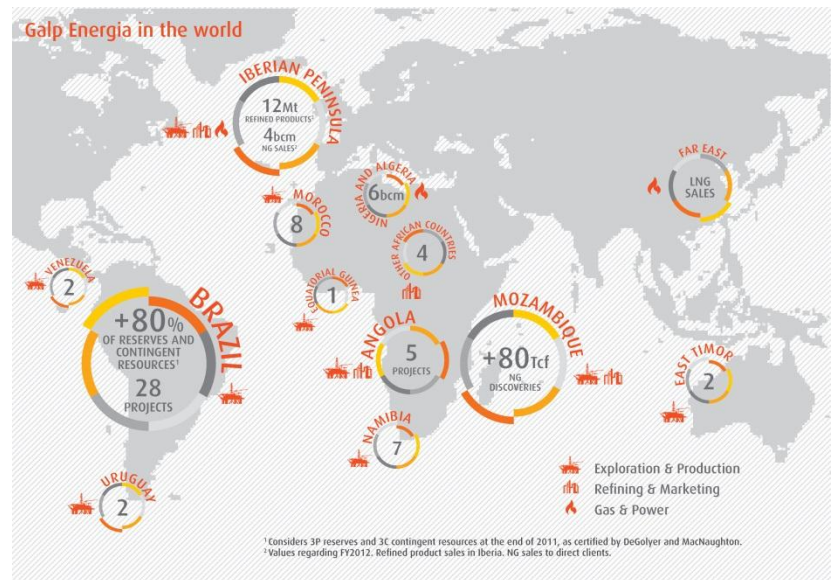 Galp Energia in the world
IBERIAN PENINSULA
12Mt
REFINED PRODUCTS²
4bcm
NG SALES²
FAR EAST
LNG
SALES
NIGERIA AND ALGERIA
6bcm
MOROCCO
8
OTHER AFRICAN COUNTRIES
4
VENEZUELA
2
EQUATORIAL GUINEA
1
BRAZIL
+80%
OF RESERVES AND
CONTINGENT
RESOURCES¹
28
PROJECTS
ANGOLA
5
PROJECTS
MOZAMBIQUE
+80Tcf
NG
DISCOVERIES
EAST TIMOR
2
NAMIBIA
7
URUGUAY
2
Exploration & Production
Refining & Marketing
Gas & Power
¹ Considers 3P reserves and 3C contingent resources at the end of 2011, as certified by DeGolyer and MacNaughton.
² Values regarding FY2012. Refined product sales in Iberia. NG sales to direct clients.